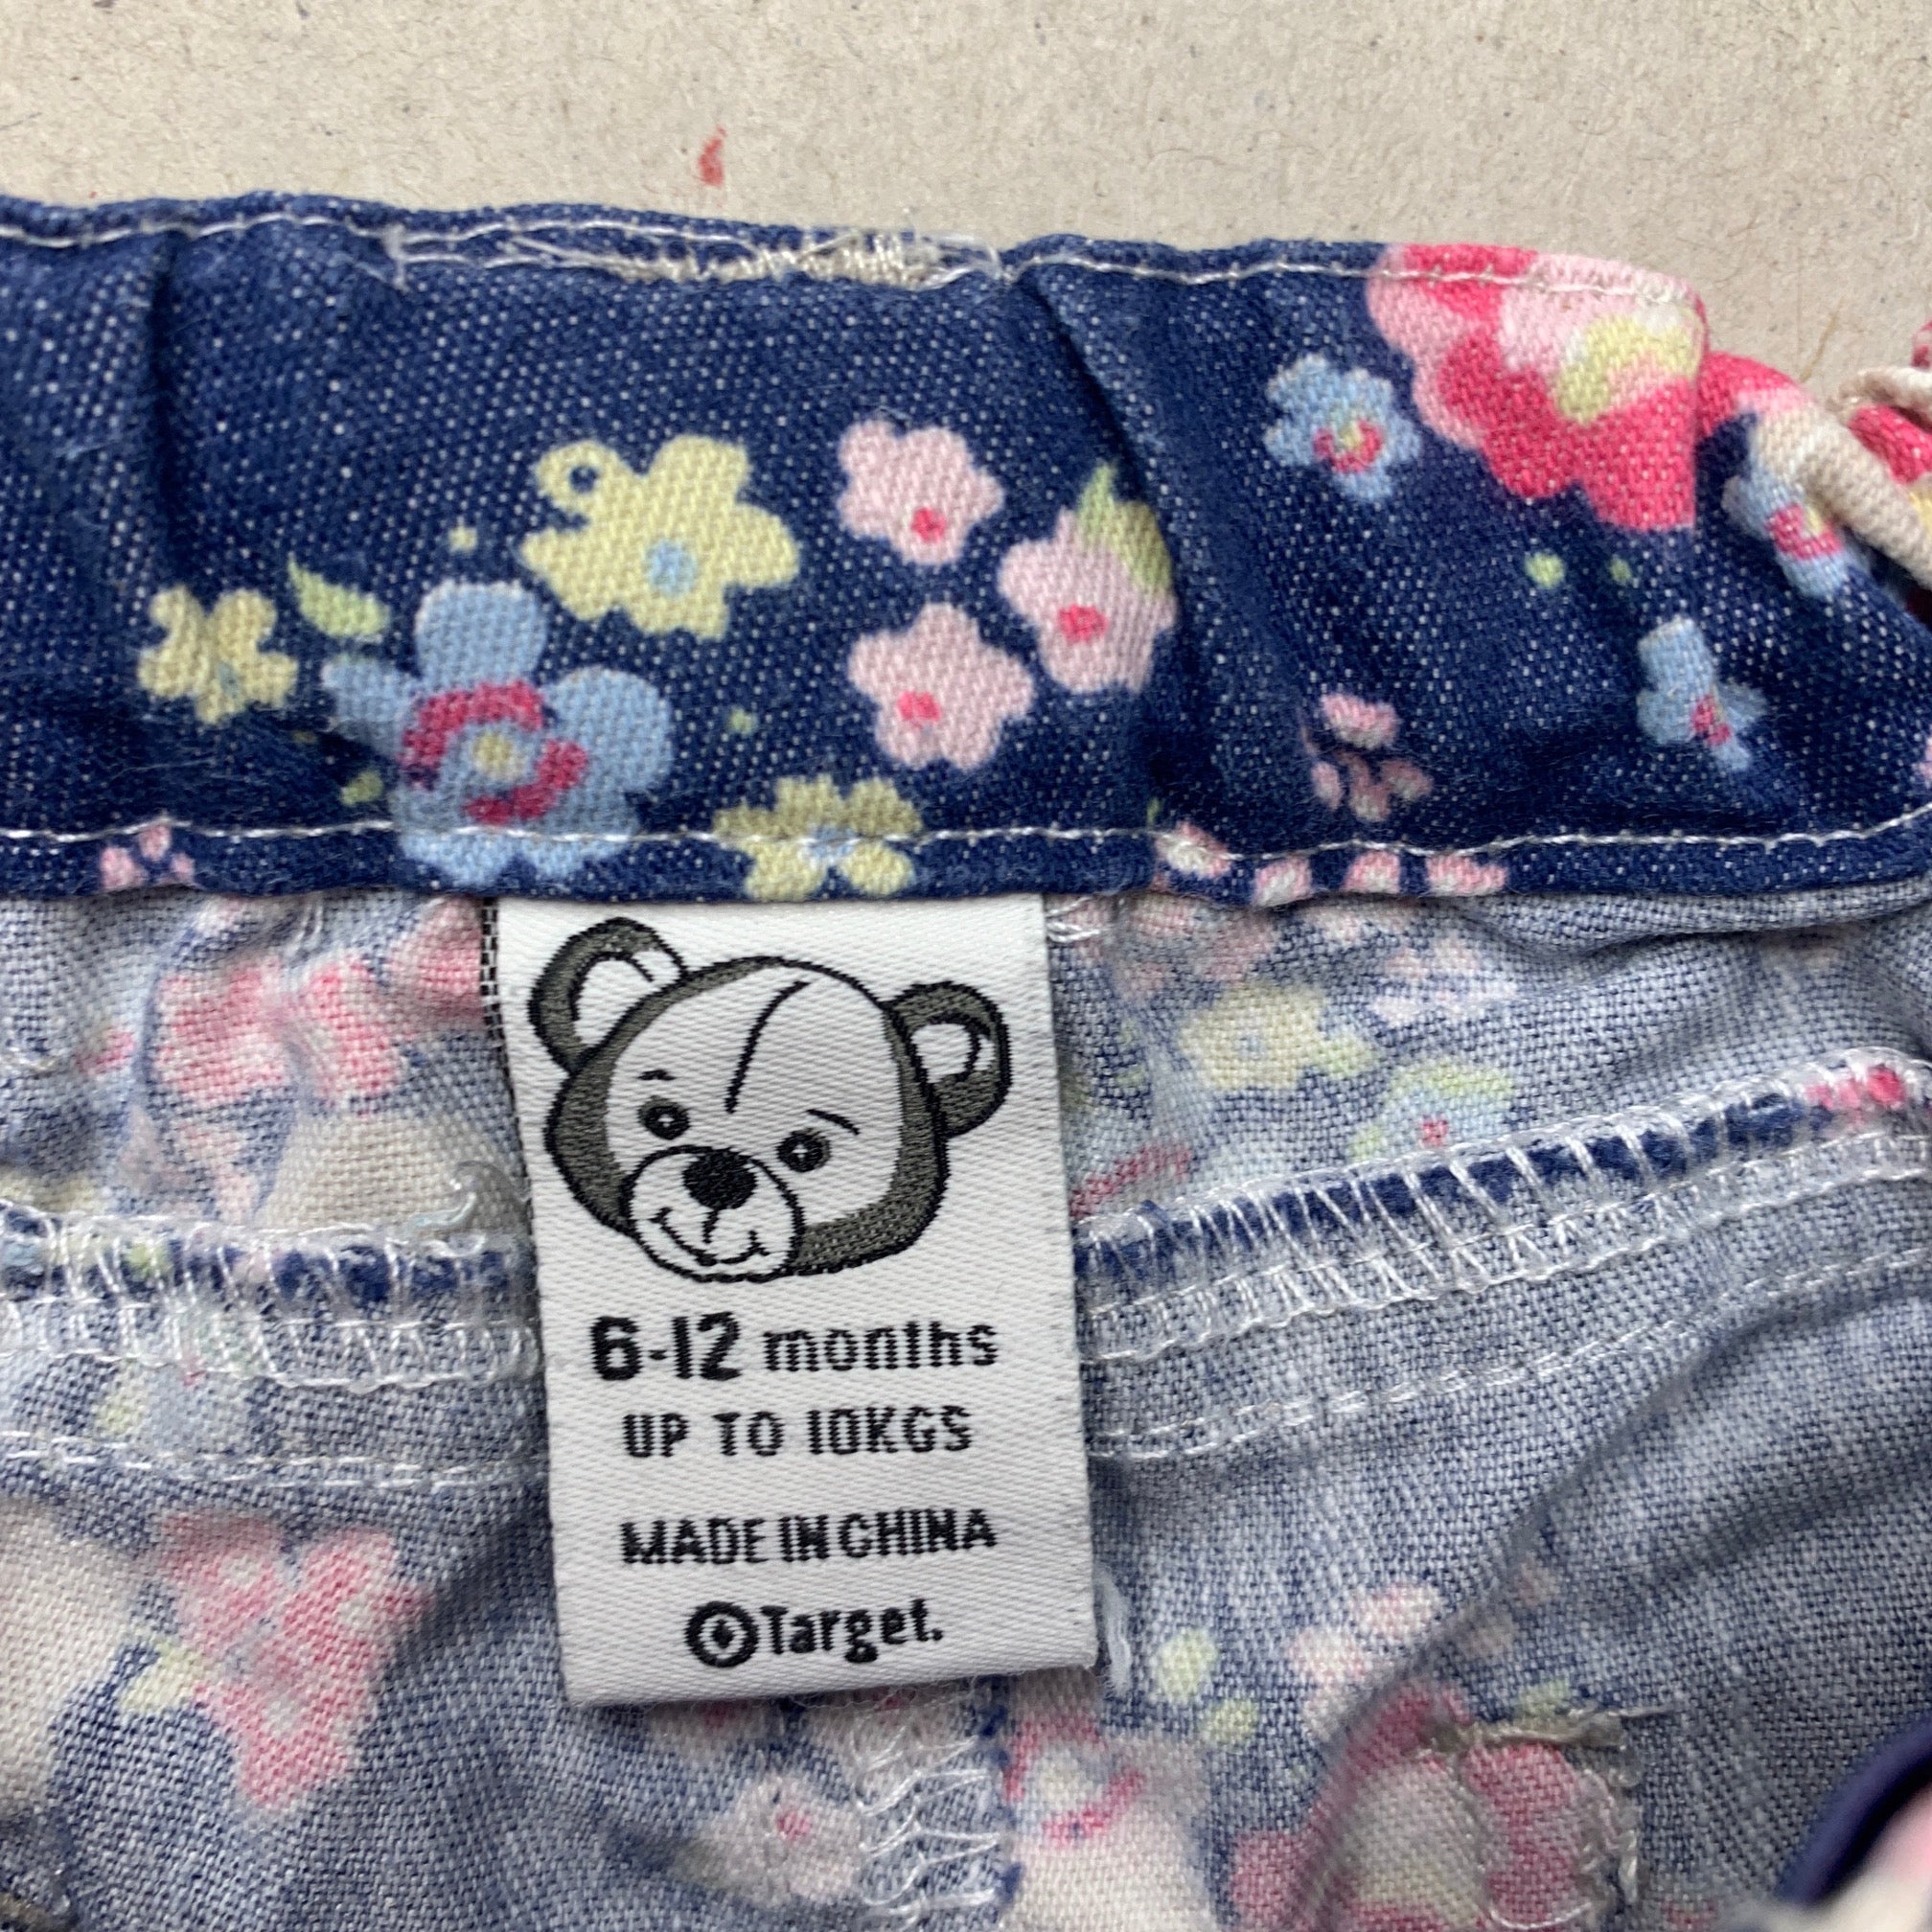 6-12 months
UP TO 10KGS
MADE IN CHINA
Target.